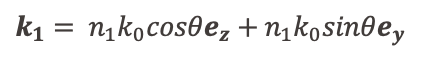 k₁ = n₁k₀cosθe_z + n₁k₀sinθe_y